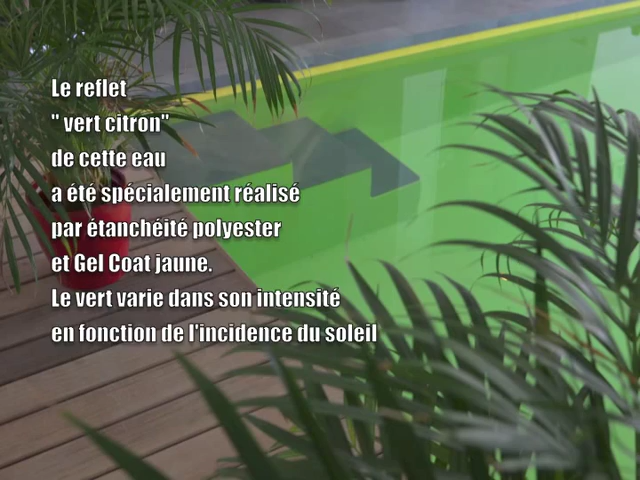 Le reflet
" vert citron"
de cette eau
a été spécialement réalisé
par étanchéité polyester
et Gel Coat jaune.
Le vert varie dans son intensité
en fonction de l'incidence du soleil